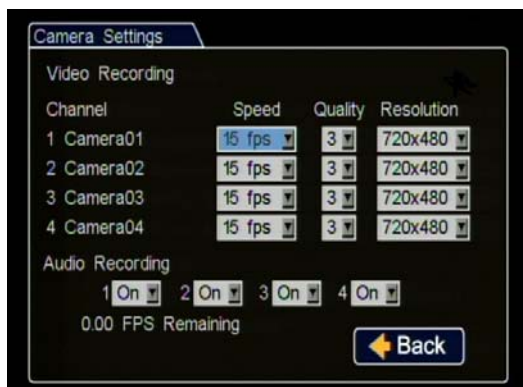 Camera Settings
Video Recording
Channel Speed Quality Resolution
1 Camera01 15 fps 3 720x480
2 Camera02 15 fps 3 720x480
3 Camera03 15 fps 3 720x480
4 Camera04 15 fps 3 720x480
Audio Recording
1 On 2 On 3 On 4 On
0.00 FPS Remaining
Back